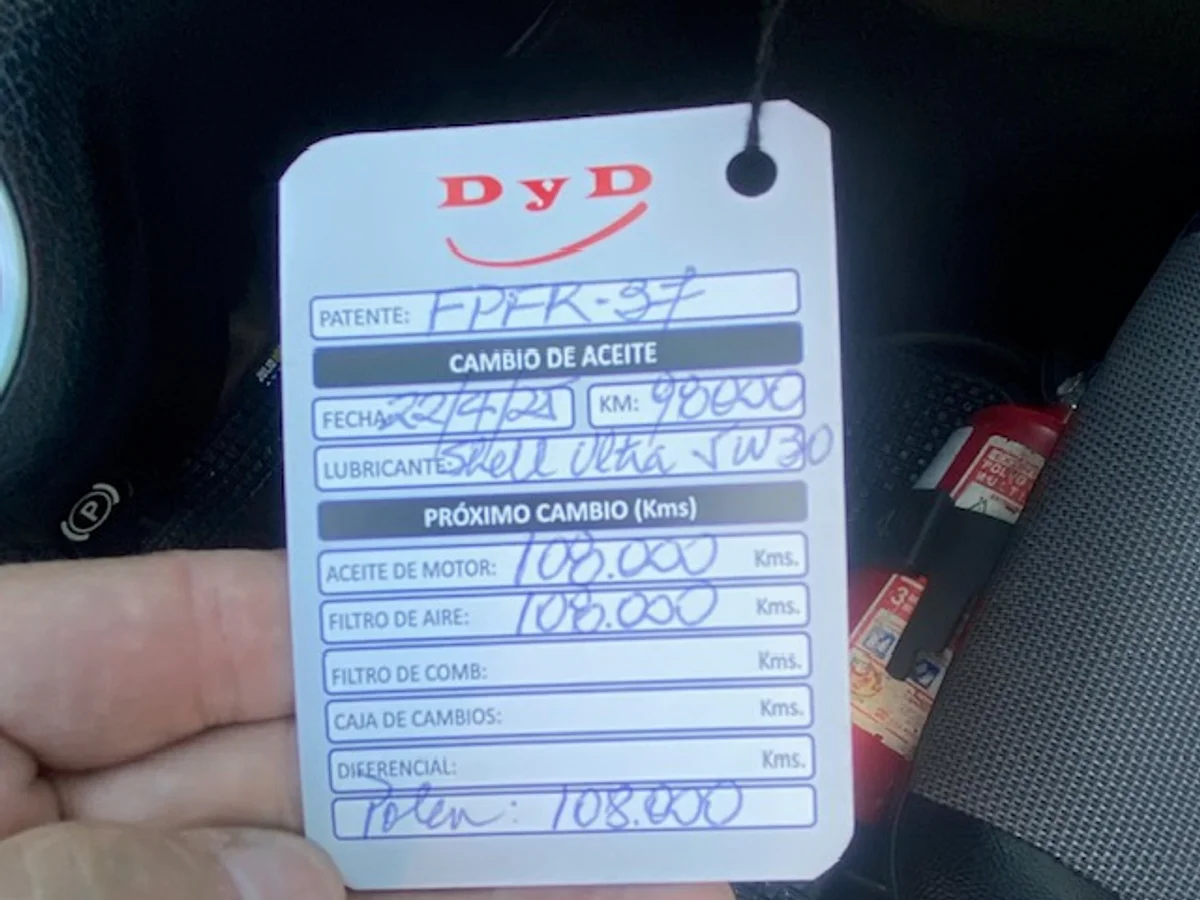 DyD
PATENTE: FPFK-37
CAMBIO DE ACEITE
FECHA: 22/4/25 KM: 98000
LUBRICANTE: Shell Ultra 5W30
PRÓXIMO CAMBIO (Kms)
ACEITE DE MOTOR: 108.000 Kms.
FILTRO DE AIRE: 108.000 Kms.
FILTRO DE COMB: Kms.
CAJA DE CAMBIOS: Kms.
DIFERENCIAL: Kms.
Polen: 108.000
P
POLVO
3